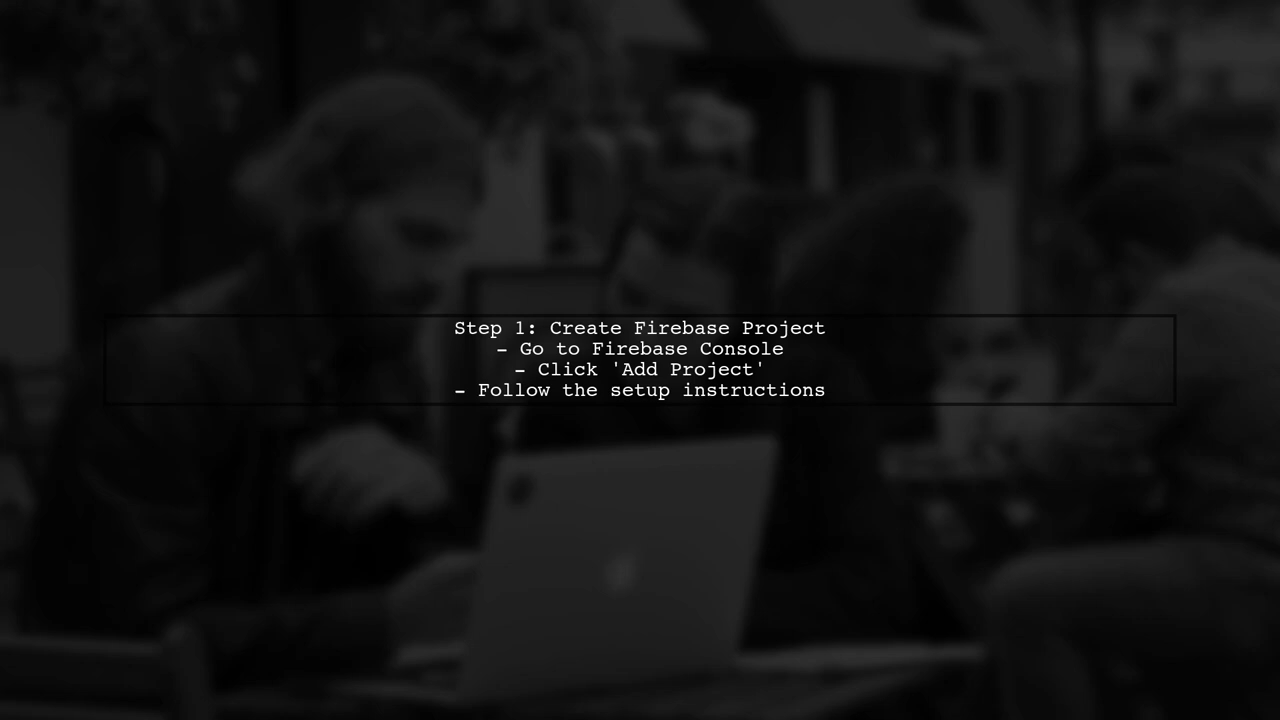 Step 1: Create Firebase Project
- Go to Firebase Console
- Click 'Add Project'
- Follow the setup instructions